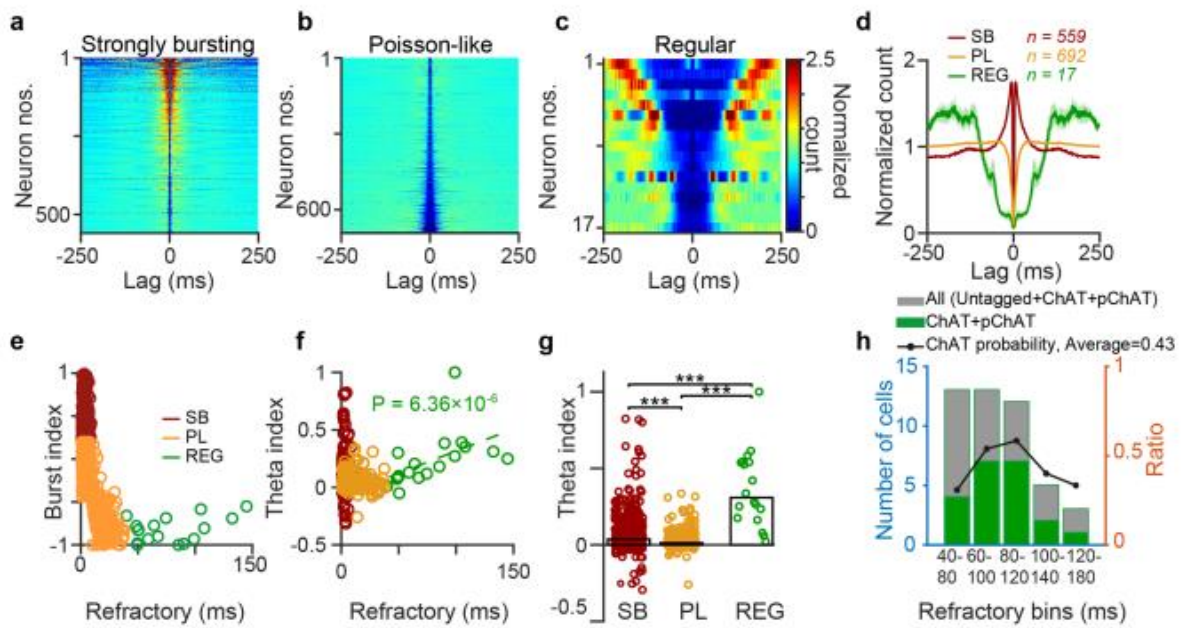 a
Strongly bursting
1
Neuron nos.
500
-250
0
250
Lag (ms)
b
Poisson-like
1
Neuron nos.
600
-250
0
250
Lag (ms)
c
Regular
1
Neuron nos.
17
-250
0
250
Lag (ms)
2.5
Normalized
count
0
d
SB n = 559
PL n = 692
REG n = 17
2
1
0
Normalized count
-250
0
250
Lag (ms)
e
1
Burst index
-1
SB
PL
REG
0
150
Refractory (ms)
f
1
Theta index
0
-0.5
P = 6.36×10⁻⁶
0
150
Refractory (ms)
g
***
***
***
1
Theta index
0
-0.5
SB PL REG
All (Untagged+ChAT+pChAT)
ChAT+pChAT
ChAT probability, Average=0.43
h
15
10
5
0
Number of cells
1
0.5
0
Ratio
40- 60- 80- 100- 120-
80 100 120 140 180
Refractory bins (ms)